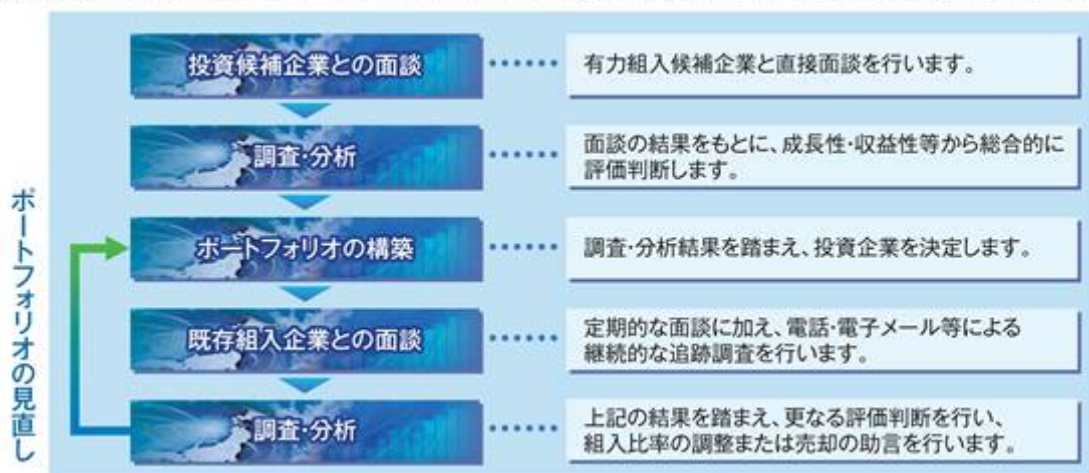 投資候補企業との面談
有力組入候補企業と直接面談を行います。
調査・分析
面談の結果をもとに、成長性・収益性等から総合的に
評価判断します。
ポートフォリオの構築
調査・分析結果を踏まえ、投資企業を決定します。
既存組入企業との面談
定期的な面談に加え、電話・電子メール等による
継続的な追跡調査を行います。
調査・分析
上記の結果を踏まえ、更なる評価判断を行い、
組入比率の調整または売却の助言を行います。
ポートフォリオの見直し